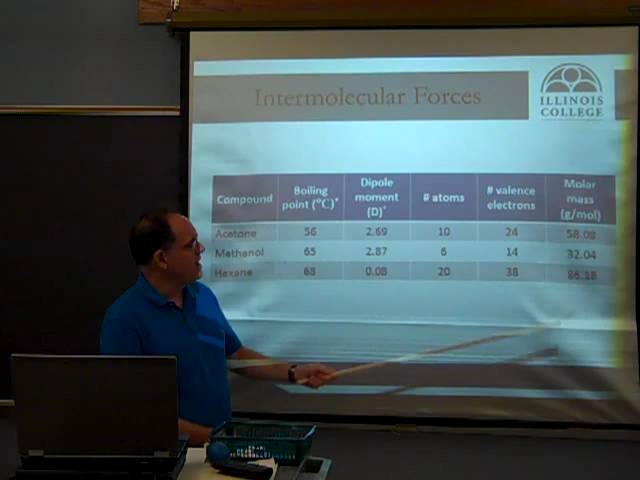 Intermolecular Forces
ILLINOIS
COLLEGE
Compound Boiling point (°C)* Dipole moment (D)* # atoms # valence electrons Molar mass (g/mol)
Acetone 56 2.69 10 24 58.08
Methanol 65 2.87 6 14 32.04
Hexane 68 0.08 20 38 86.18